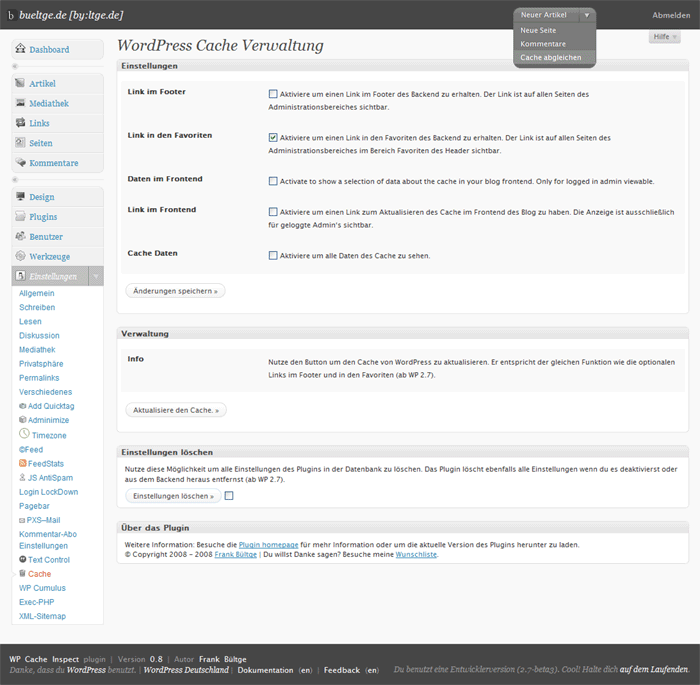 b bueltge.de [by:ltge.de]
Neuer Artikel
Abmelden
Neue Seite
Kommentare
Cache abgleichen
Hilfe
WordPress Cache Verwaltung
Dashboard
Artikel
Mediathek
Links
Seiten
Kommentare
Design
Plugins
Benutzer
Werkzeuge
Einstellungen
Allgemein
Schreiben
Lesen
Diskussion
Mediathek
Privatsphäre
Permalinks
Verschiedenes
Add Quicktag
Adminimize
Timezone
©Feed
FeedStats
JS AntiSpam
Login LockDown
Pagebar
PXS–Mail
Kommentar-Abo
Einstellungen
Text Control
Cache
WP Cumulus
Exec-PHP
XML-Sitemap
Einstellungen
Link im Footer
Aktiviere um einen Link im Footer des Backend zu erhalten. Der Link ist auf allen Seiten des
Administrationsbereiches sichtbar.
Link in den Favoriten
Aktiviere um einen Link in den Favoriten des Backend zu erhalten. Der Link ist auf allen Seiten des
Administrationsbereiches im Bereich Favoriten des Header sichtbar.
Daten im Frontend
Activate to show a selection of data about the cache in your blog frontend. Only for logged in admin viewable.
Link im Frontend
Aktiviere um einen Link zum Aktualisieren des Cache im Frontend des Blog zu haben. Die Anzeige ist ausschließlich
für geloggte Admin's sichtbar.
Cache Daten
Aktiviere um alle Daten des Cache zu sehen.
Änderungen speichern »
Verwaltung
Info
Nutze den Button um den Cache von WordPress zu aktualisieren. Er entspricht der gleichen Funktion wie die optionalen
Links im Footer und in den Favoriten (ab WP 2.7).
Aktualisiere den Cache. »
Einstellungen löschen
Nutze diese Möglichkeit um alle Einstellungen des Plugins in der Datenbank zu löschen. Das Plugin löscht ebenfalls alle Einstellungen wenn du es deaktivierst oder
aus dem Backend heraus entfernst (ab WP 2.7).
Einstellungen löschen »
Über das Plugin
Weitere Information: Besuche die Plugin homepage für mehr Information oder um die aktuelle Version des Plugins herunter zu laden.
© Copyright 2008 – 2008 Frank Bültge | Du willst Danke sagen? Besuche meine Wunschliste.
WP Cache Inspect plugin | Version 0.8 | Autor Frank Bültge
Danke, dass du WordPress benutzt. | WordPress Deutschland | Dokumentation (en) | Feedback (en)
Du benutzt eine Entwicklerversion (2.7-beta3). Cool! Halte dich auf dem Laufenden.